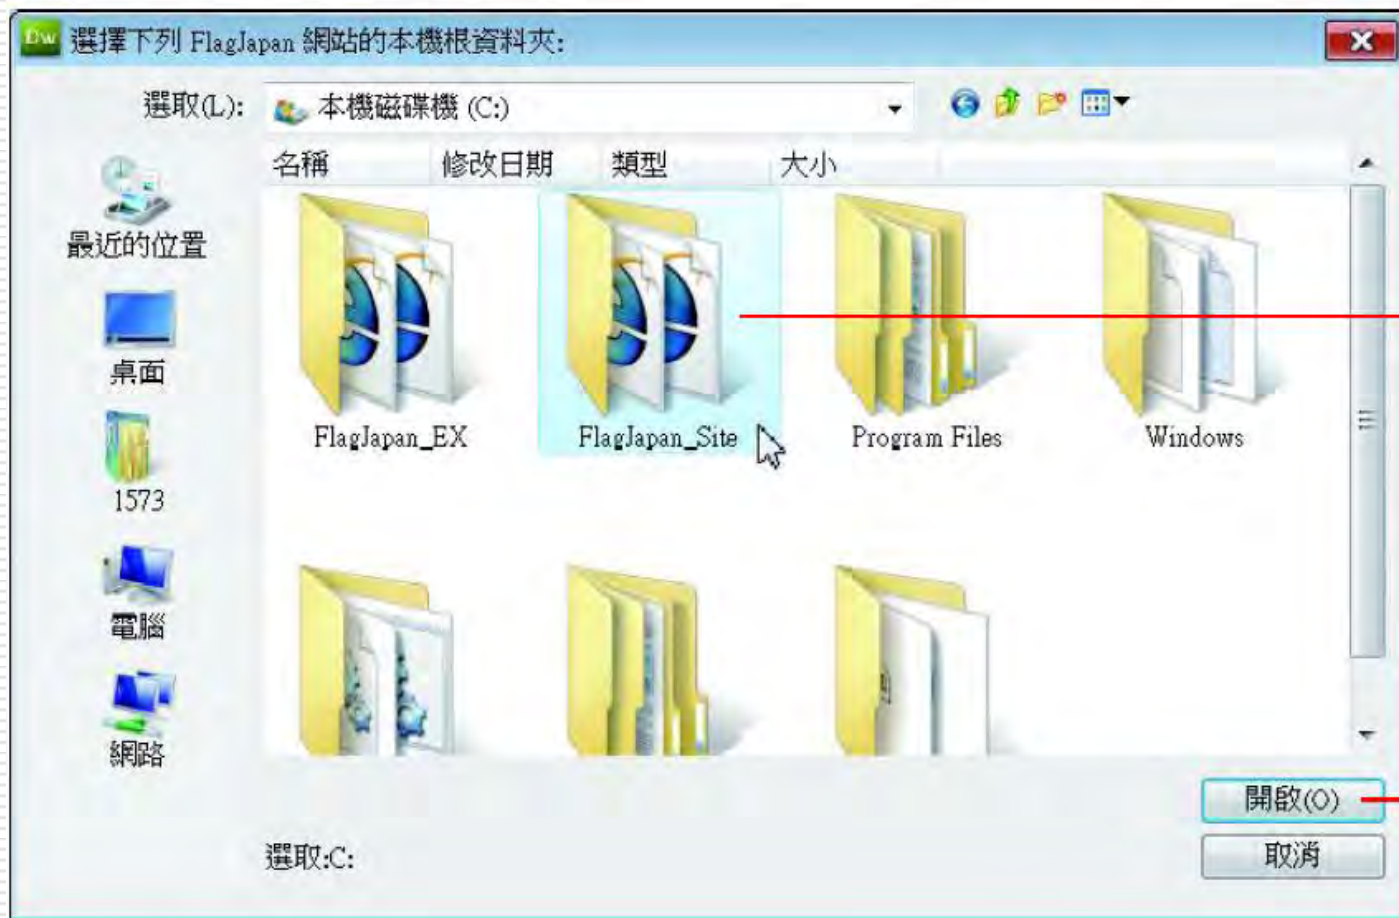 Dw 選擇下列 FlagJapan 網站的本機根資料夾:
選取(L): 本機磁碟機 (C:)
名稱 修改日期 類型 大小
最近的位置
桌面
1573
電腦
網路
FlagJapan_EX FlagJapan_Site Program Files Windows
開啟(O)
選取:C: 取消